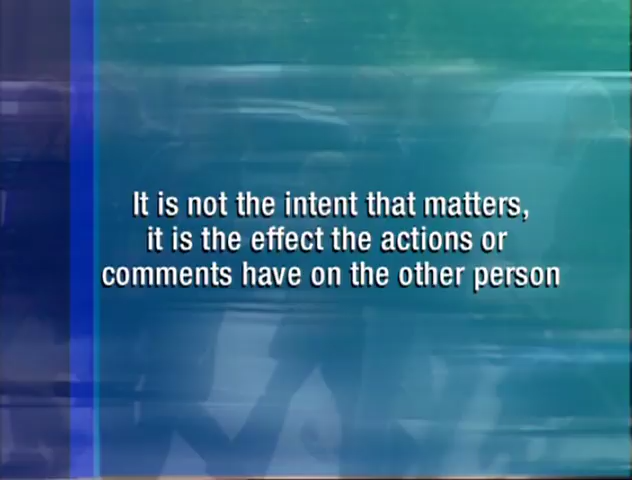 It is not the intent that matters,
it is the effect the actions or
comments have on the other person